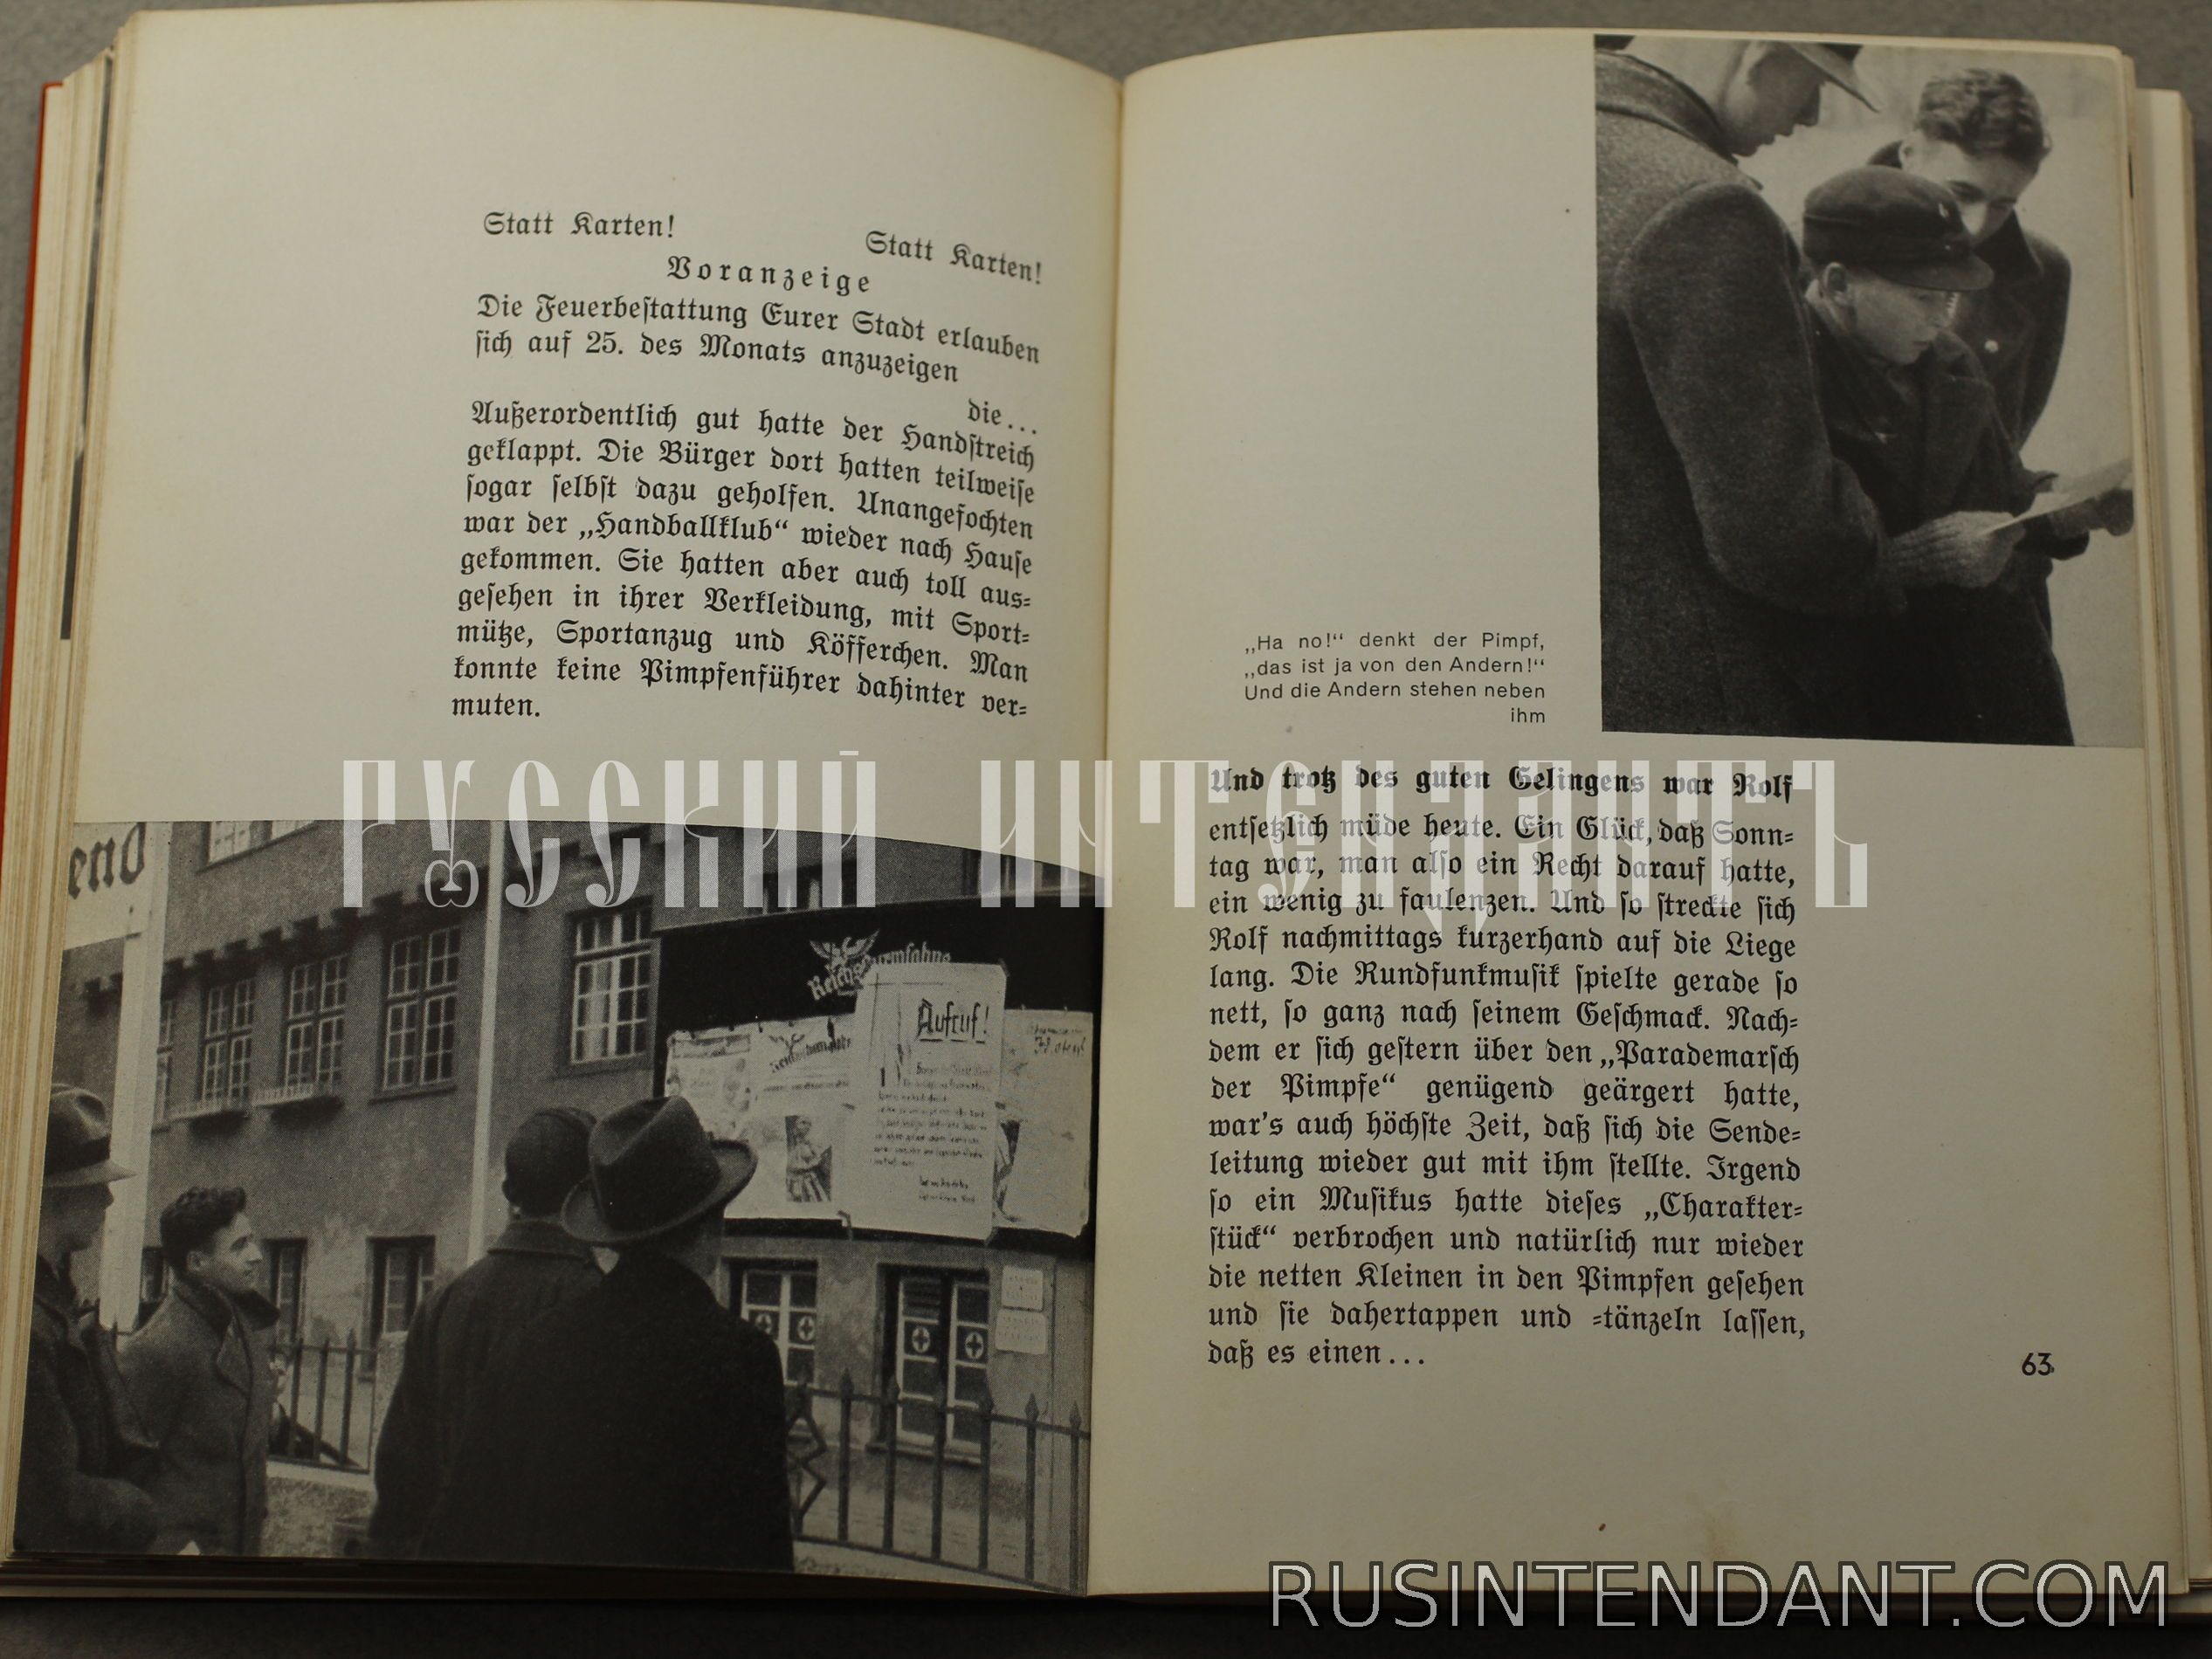 Statt Karten!
Statt Karten!
Voranzeige
Die Feuerbestattung Eurer Stadt erlauben
sich auf 25. des Monats anzuzeigen
die...
Außerordentlich gut hatte der Handstreich
geklappt. Die Bürger dort hatten teilweise
sogar selbst dazu geholfen. Unangefochten
war der „Handballklub“ wieder nach Hause
gekommen. Sie hatten aber auch toll aus-
gesehen in ihrer Verkleidung, mit Sport-
mütze, Sportanzug und Köfferchen. Man
konnte keine Pimpfenführer dahinter ver-
muten.
end
Aufruf!
„Ha no!“ denkt der Pimpf,
„das ist ja von den Andern!“
Und die Andern stehen neben
ihm
Und trotz des guten Gelingens war Rolf
entsetzlich müde heute. Ein Glück, daß Sonn-
tag war, man also ein Recht darauf hatte,
ein wenig zu faulenzen. Und so streckte sich
Rolf nachmittags kurzerhand auf die Liege
lang. Die Rundfunkmusik spielte gerade so
nett, so ganz nach seinem Geschmack. Nach-
dem er sich gestern über den „Parademarsch
der Pimpfe“ genügend geärgert hatte,
war's auch höchste Zeit, daß sich die Sende-
leitung wieder gut mit ihm stellte. Irgend
so ein Musikus hatte dieses „Charakter-
stück“ verbrochen und natürlich nur wieder
die netten Kleinen in den Pimpfen gesehen
und sie dahertappen und -tänzeln lassen,
daß es einen...
63
РУССКИЙ ИНТЕНДАНТЪ
RUSINTENDANT.COM